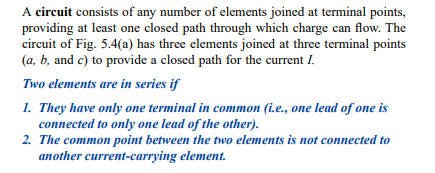 A circuit consists of any number of elements joined at terminal points,
providing at least one closed path through which charge can flow. The
circuit of Fig. 5.4(a) has three elements joined at three terminal points
(a, b, and c) to provide a closed path for the current I.
Two elements are in series if
1. They have only one terminal in common (i.e., one lead of one is
connected to only one lead of the other).
2. The common point between the two elements is not connected to
another current-carrying element.